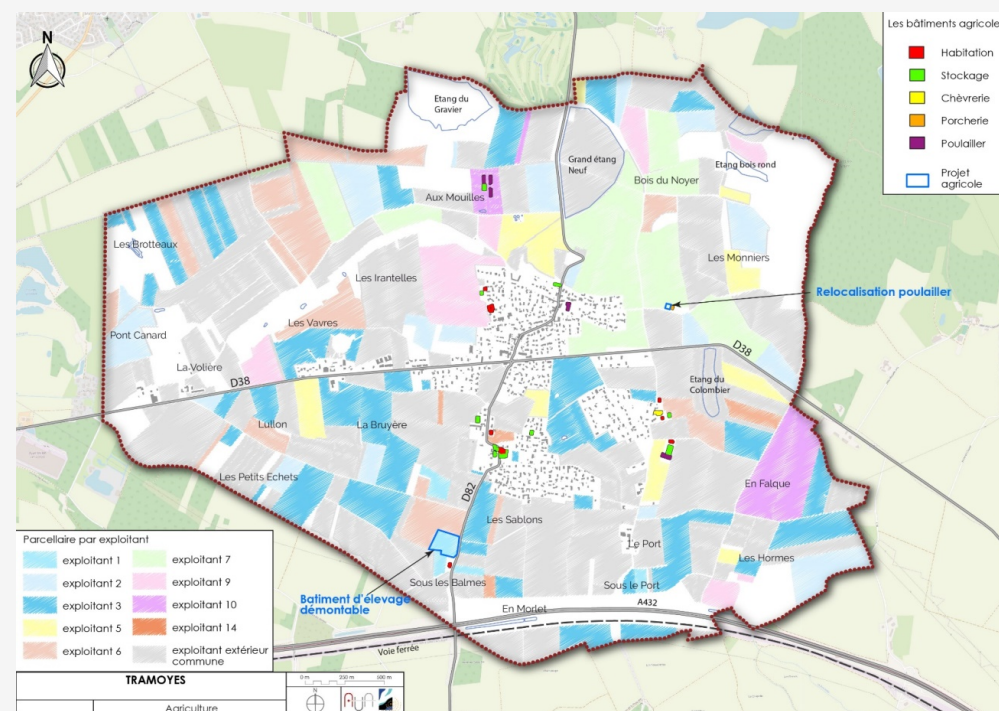 N
Les bâtiments agricole
Habitation
Stockage
Chèvrerie
Porcherie
Poulailler
Projet
agricole
Etang du
Gravier
Grand étang
Neuf
Etang bois rond
Bois du Noyer
Aux Mouilles
Les Brotteaux
Les Monniers
Les Irantelles
Relocalisation poulailler
Les Vavres
Pont Canard
La Volière
D38
D38
Etang du
Colombier
Lullon
La Bruyère
Les Petits Echets
En Falque
D82
Les Sablons
Le Port
Les Hormes
Sous les Balmes
Sous le Port
Batiment d'élevage
démontable
En Morlet
A432
Voie ferrée
Parcellaire par exploitant
exploitant 1
exploitant 2
exploitant 3
exploitant 5
exploitant 6
exploitant 7
exploitant 9
exploitant 10
exploitant 14
exploitant extérieur
commune
TRAMOYES
Agriculture
0 m
250 m
500 m
N